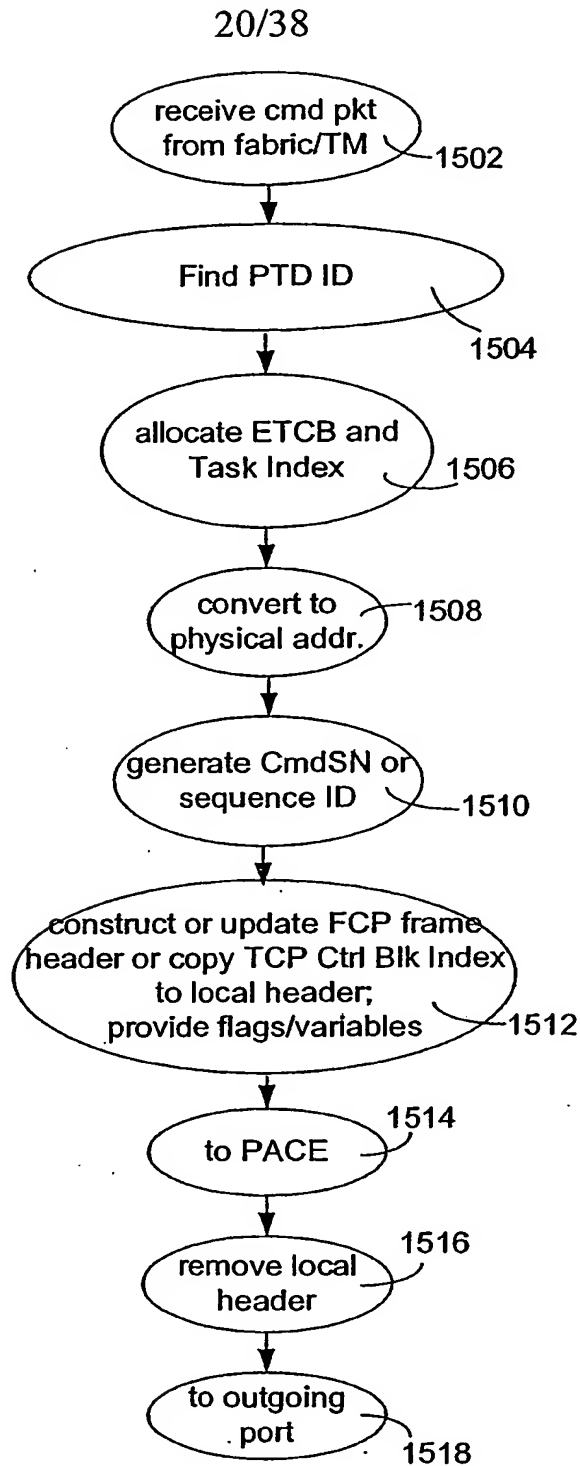 20/38
receive cmd pkt
from fabric/TM
1502
Find PTD ID
1504
allocate ETCB and
Task Index
1506
convert to
physical addr.
1508
generate CmdSN or
sequence ID
1510
construct or update FCP frame
header or copy TCP Ctrl Blk Index
to local header;
provide flags/variables
1512
to PACE
1514
remove local
header
1516
to outgoing
port
1518